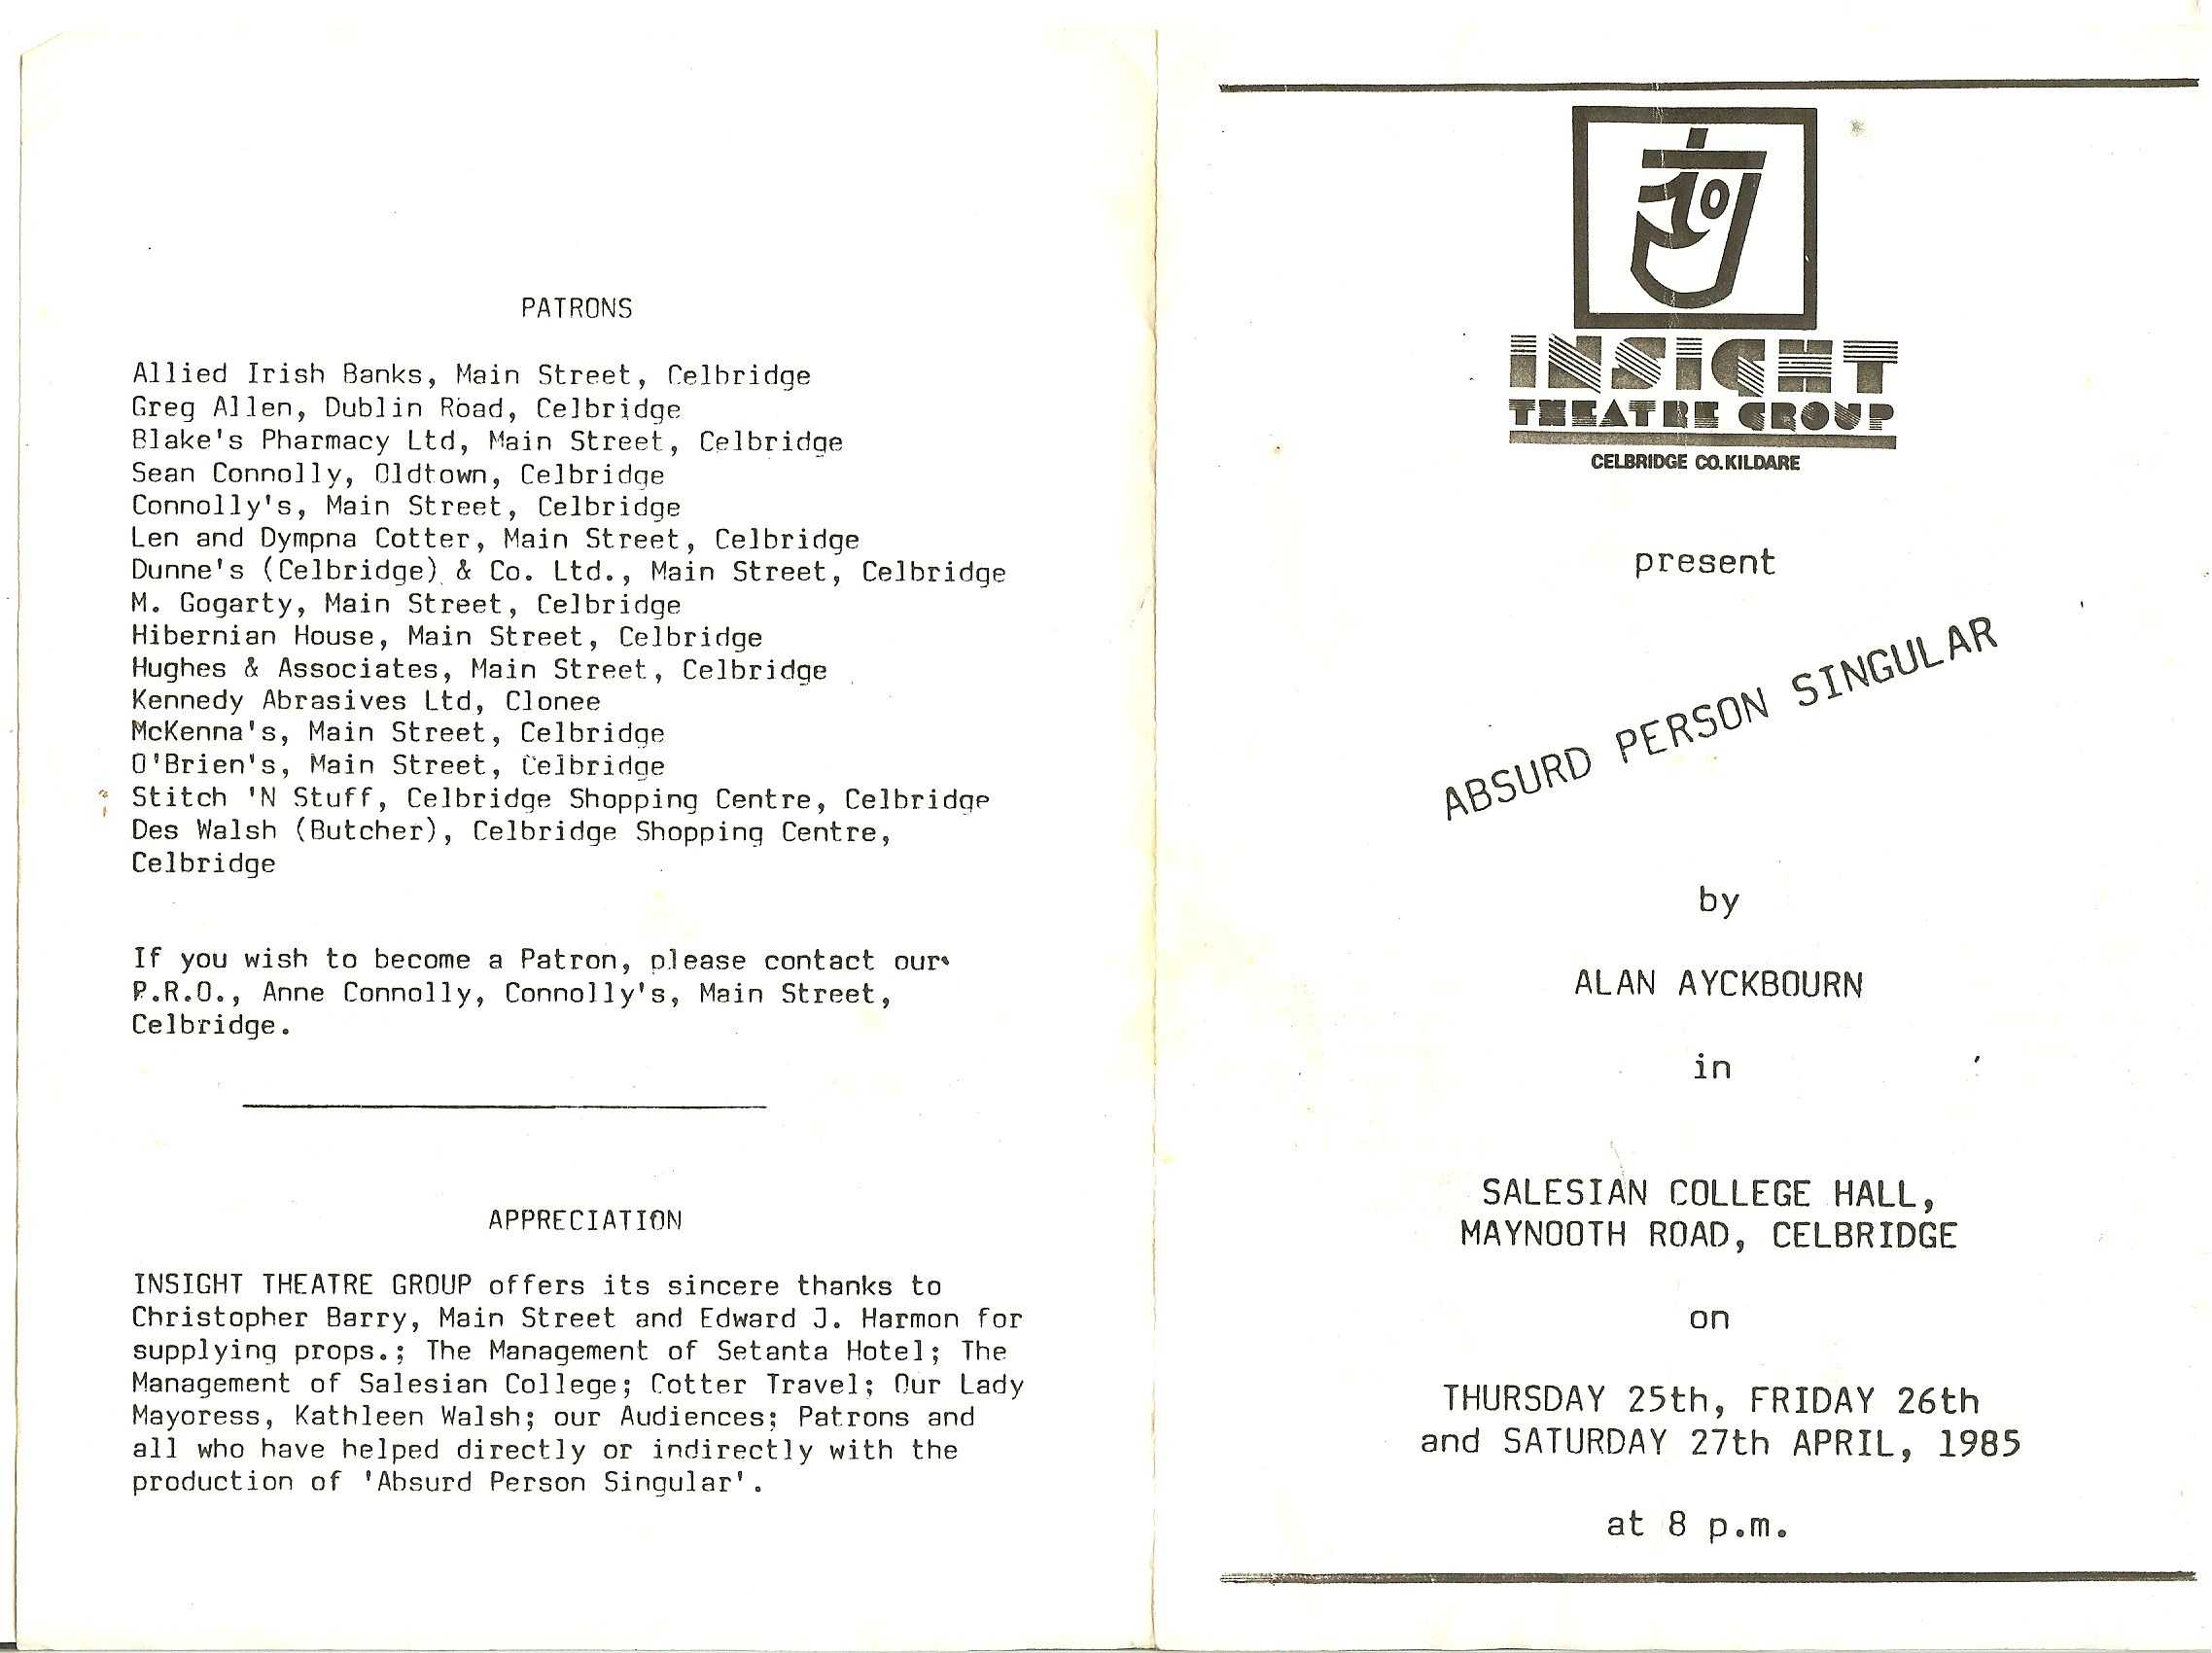 PATRONS
Allied Irish Banks, Main Street, Celbridge
Greg Allen, Dublin Road, Celbridge
Blake's Pharmacy Ltd, Main Street, Celbridge
Sean Connolly, Oldtown, Celbridge
Connolly's, Main Street, Celbridge
Len and Dympna Cotter, Main Street, Celbridge
Dunne's (Celbridge) & Co. Ltd., Main Street, Celbridge
M. Gogarty, Main Street, Celbridge
Hibernian House, Main Street, Celbridge
Hughes & Associates, Main Street, Celbridge
Kennedy Abrasives Ltd, Clonee
McKenna's, Main Street, Celbridge
O'Brien's, Main Street, Celbridge
Stitch 'N Stuff, Celbridge Shopping Centre, Celbridge
Des Walsh (Butcher), Celbridge Shopping Centre,
Celbridge
If you wish to become a Patron, please contact our
P.R.O., Anne Connolly, Connolly's, Main Street,
Celbridge.
APPRECIATION
INSIGHT THEATRE GROUP offers its sincere thanks to
Christopher Barry, Main Street and Edward J. Harmon for
supplying props.; The Management of Setanta Hotel; The
Management of Salesian College; Cotter Travel; Our Lady
Mayoress, Kathleen Walsh; our Audiences; Patrons and
all who have helped directly or indirectly with the
production of 'Absurd Person Singular'.
INSIGHT
THEATRE GROUP
CELBRIDGE CO. KILDARE
present
ABSURD PERSON SINGULAR
by
ALAN AYCKBOURN
in
SALESIAN COLLEGE HALL,
MAYNOOTH ROAD, CELBRIDGE
on
THURSDAY 25th, FRIDAY 26th
and SATURDAY 27th APRIL, 1985
at 8 p.m.